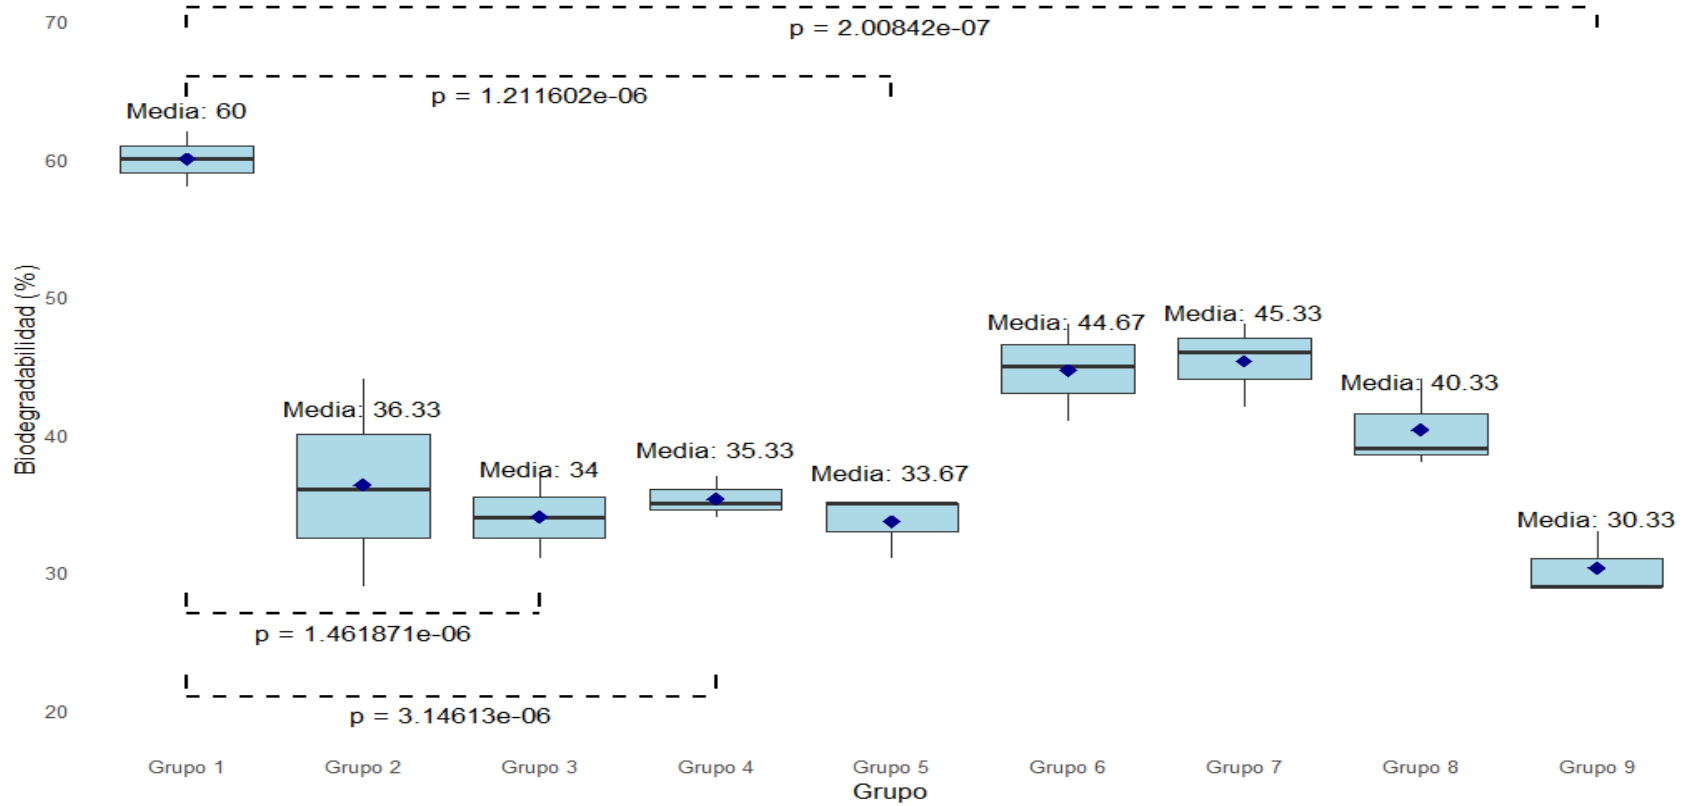 70
p = 2.00842e-07
p = 1.211602e-06
Media: 60
60
Biodegradabilidad (%)
50
Media: 44.67
Media: 45.33
Media: 40.33
Media: 36.33
40
Media: 34
Media: 35.33
Media: 33.67
Media: 30.33
30
p = 1.461871e-06
20
p = 3.14613e-06
Grupo 1 Grupo 2 Grupo 3 Grupo 4 Grupo 5 Grupo 6 Grupo 7 Grupo 8 Grupo 9
Grupo